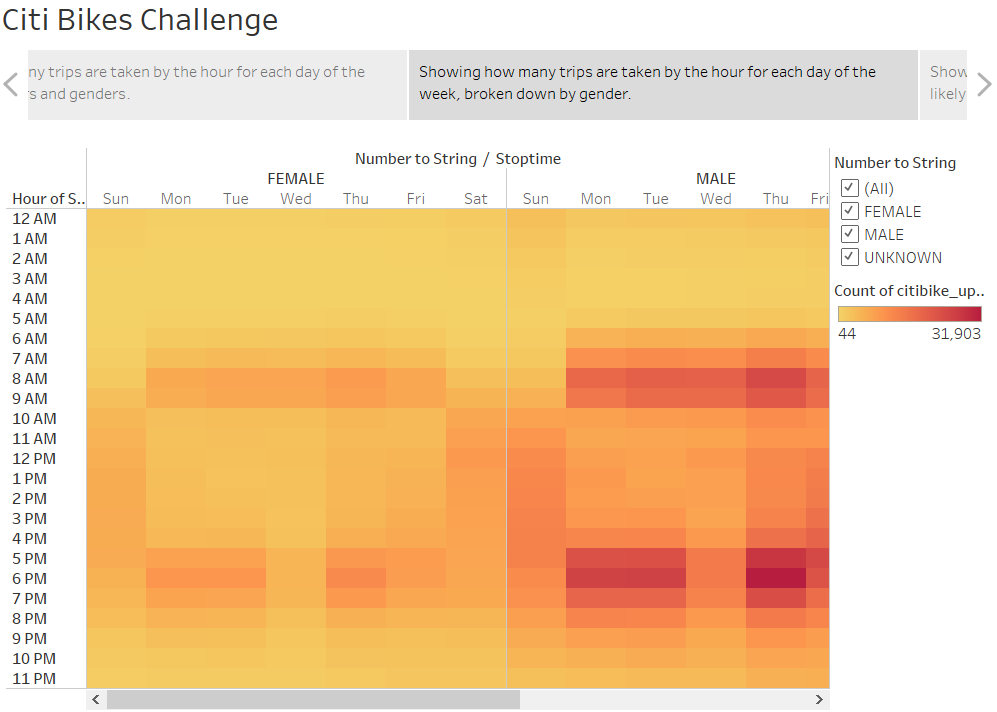 Citi Bikes Challenge
ny trips are taken by the hour for each day of the
s and genders.
Showing how many trips are taken by the hour for each day of the
week, broken down by gender.
Show
likely
Number to String / Stoptime
FEMALE MALE
Hour of S.. Sun Mon Tue Wed Thu Fri Sat Sun Mon Tue Wed Thu Fri
12 AM
1 AM
2 AM
3 AM
4 AM
5 AM
6 AM
7 AM
8 AM
9 AM
10 AM
11 AM
12 PM
1 PM
2 PM
3 PM
4 PM
5 PM
6 PM
7 PM
8 PM
9 PM
10 PM
11 PM
Number to String
(All)
FEMALE
MALE
UNKNOWN
Count of citibike_up..
44 31,903